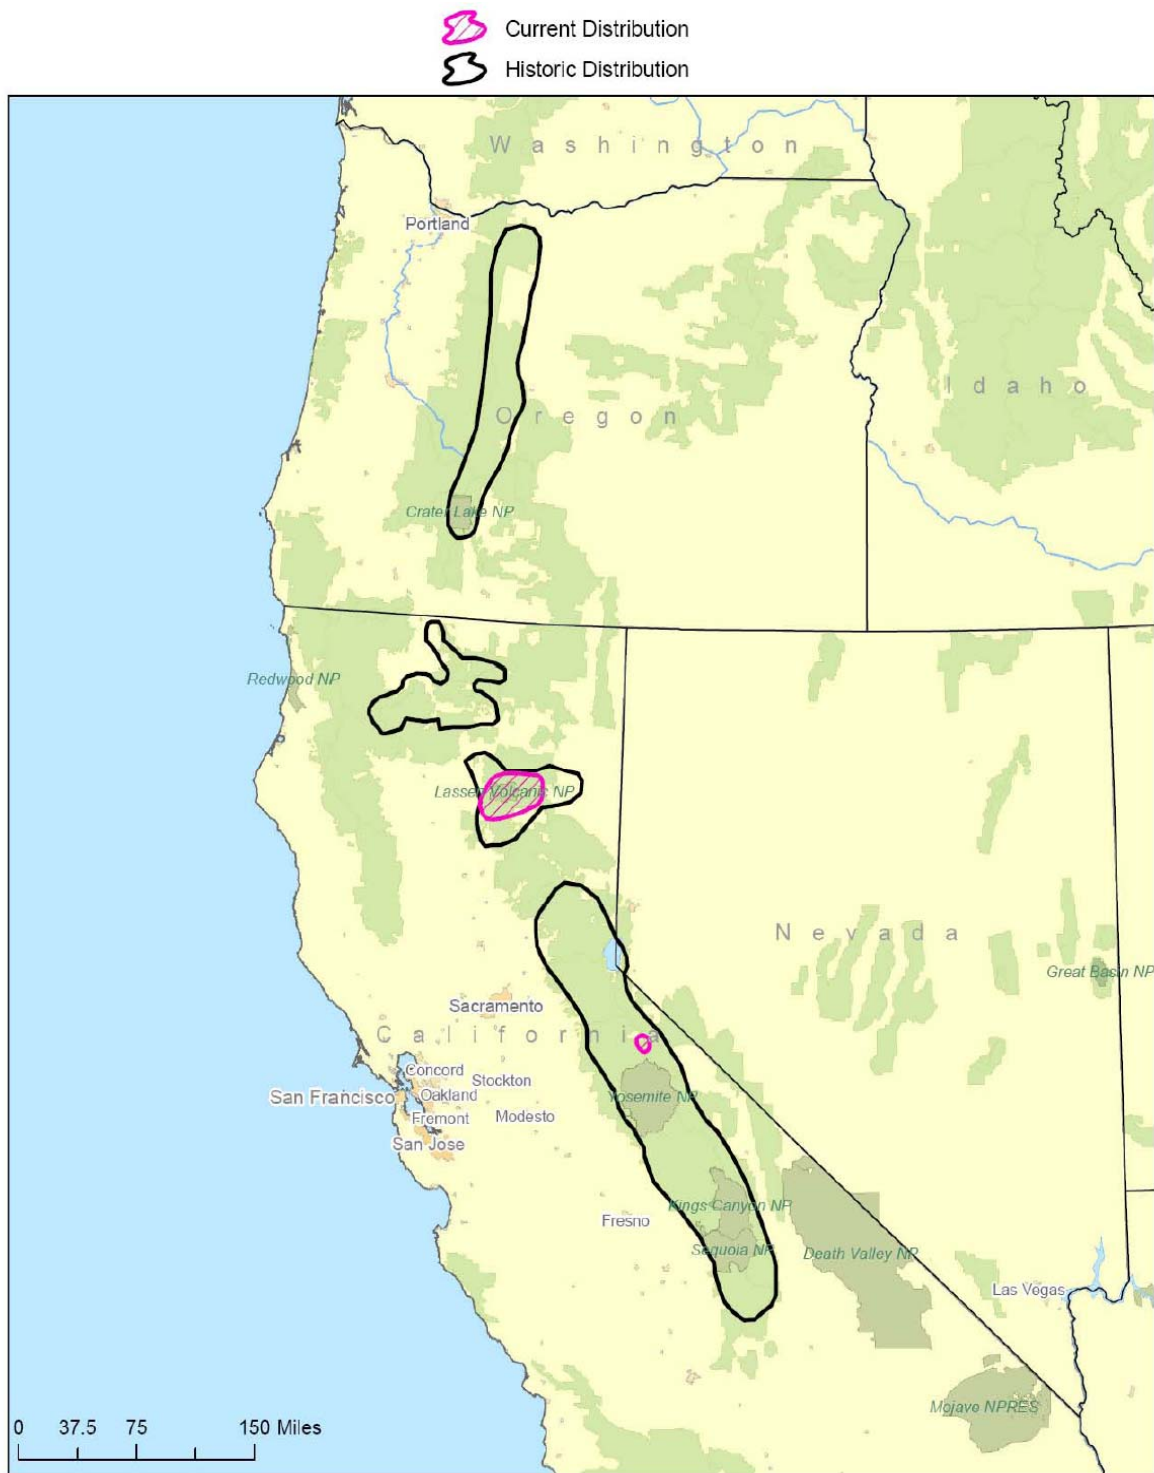 Current Distribution
Historic Distribution
Washington
Portland
Idaho
Oregon
Crater Lake NP
Redwood NP
Lassen Volcanic NP
Nevada
Great Basin NP
Sacramento
California
Concord
Stockton
San Francisco
Oakland
Yosemite NP
Fremont
Modesto
San Jose
Kings Canyon NP
Fresno
Sequoia NP
Death Valley NP
Las Vegas
Mojave NPRES
0 37.5 75 150 Miles